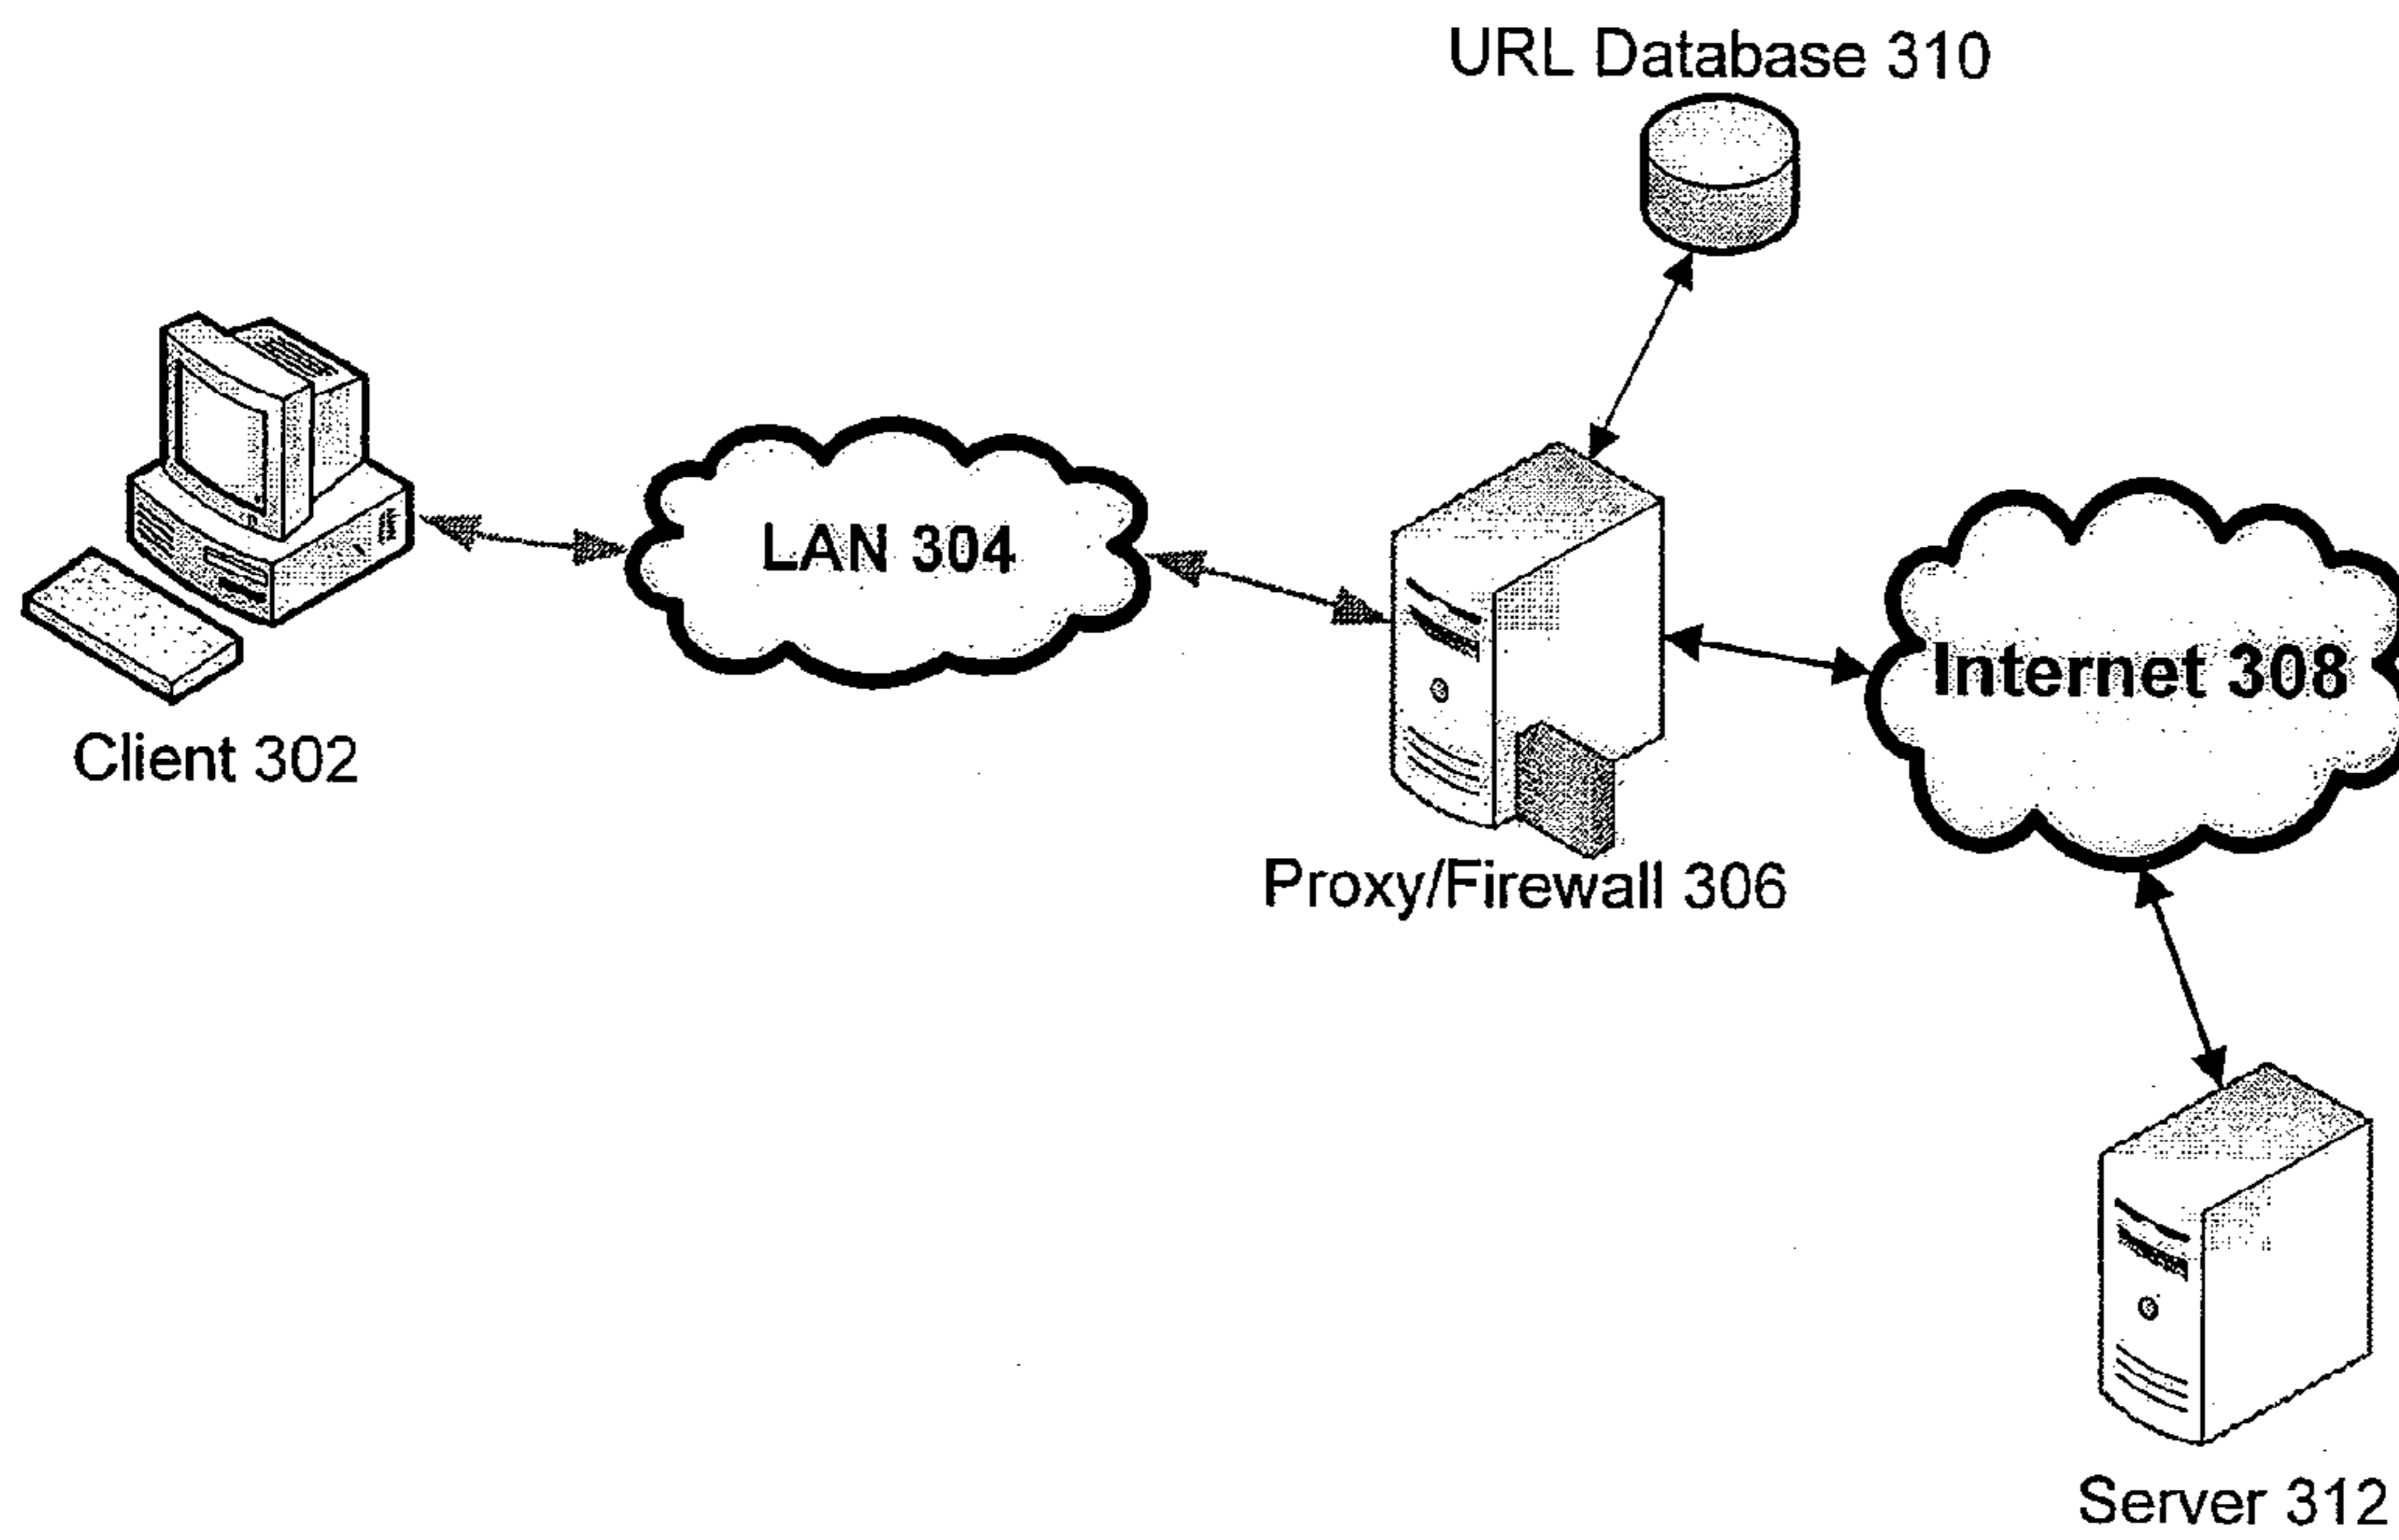 URL Database 310
LAN 304
Internet 308
Client 302
Proxy/Firewall 306
Server 312